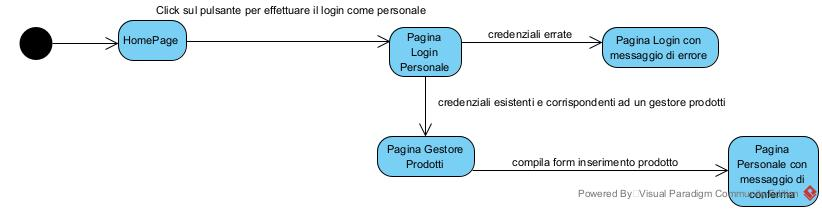 Click sul pulsante per effettuare il login come personale
HomePage
Pagina
Login
Personale
credenziali errate
Pagina Login con
messaggio di errore
credenziali esistenti e corrispondenti ad un gestore prodotti
Pagina Gestore
Prodotti
compila form inserimento prodotto
Pagina
Personale con
messaggio di
conferma
Powered By Visual Paradigm Community Edition